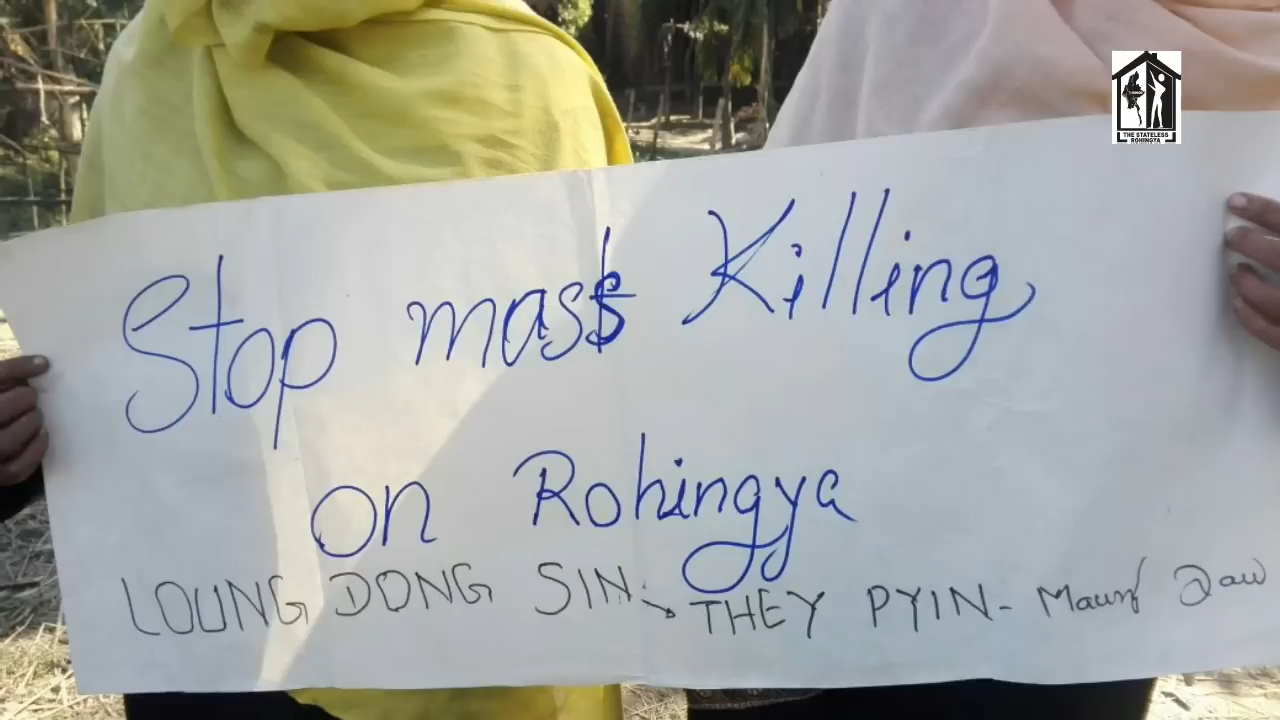 THE STATELESS
ROHINGYA
Stop mass Killing
on Rohingya
LOUNG DONG SIN. THEY PYIN- Maung Daw